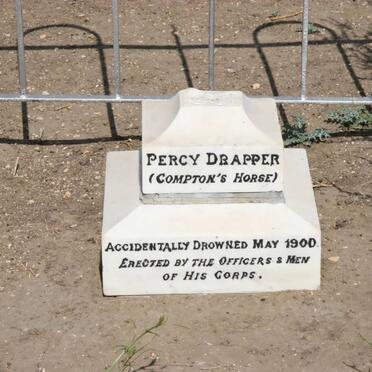 PERCY DRAPPER
(COMPTON'S HORSE)
ACCIDENTALLY DROWNED MAY 1900.
ERECTED BY THE OFFICERS & MEN
OF HIS CORPS.